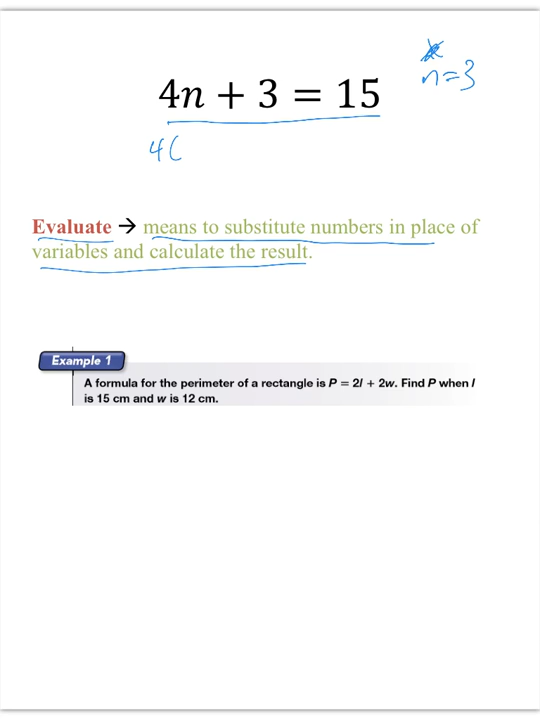 n=3
4n + 3 = 15
4(
Evaluate → means to substitute numbers in place of
variables and calculate the result.
Example 1
A formula for the perimeter of a rectangle is P = 2l + 2w. Find P when l
is 15 cm and w is 12 cm.